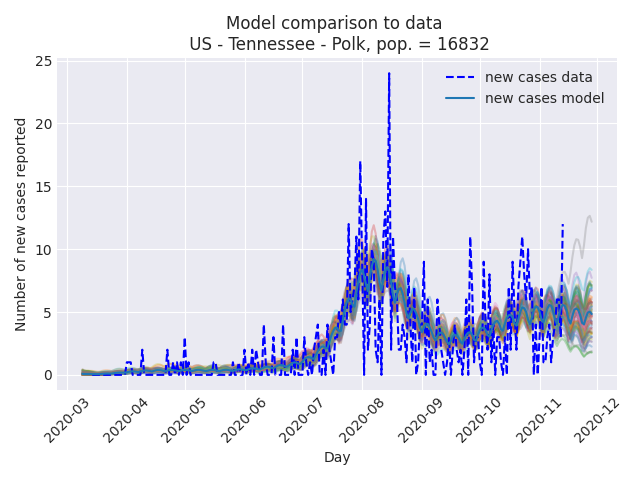 Model comparison to data
US - Tennessee - Polk, pop. = 16832
new cases data
new cases model
Number of new cases reported
25
20
15
10
5
0
2020-03
2020-04
2020-05
2020-06
2020-07
2020-08
2020-09
2020-10
2020-11
2020-12
Day